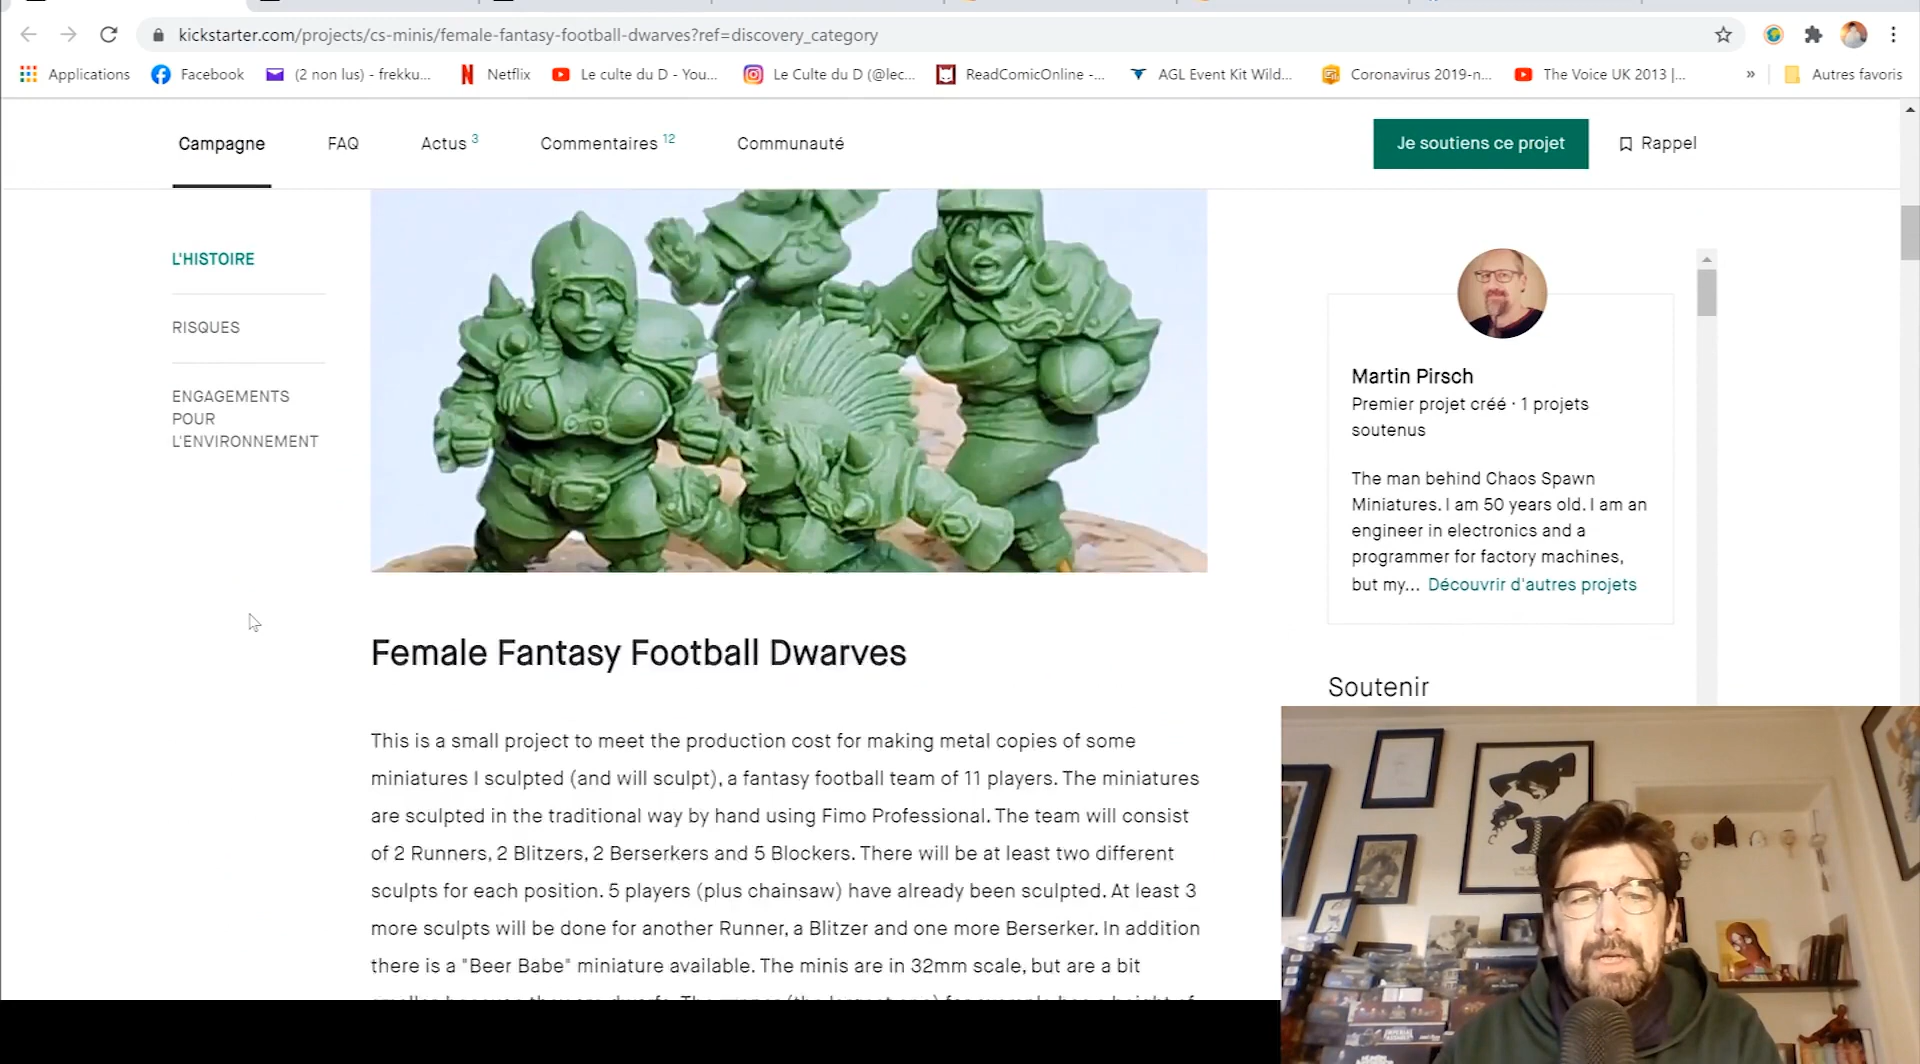 kickstarter.com/projects/cs-minis/female-fantasy-football-dwarves?ref=discovery_category
Applications
Facebook
(2 non lus) - frekku...
Netflix
Le culte du D - You...
Le Culte du D (@lec...
ReadComicOnline -...
AGL Event Kit Wild...
Coronavirus 2019-n...
The Voice UK 2013 |...
»
Autres favoris
Campagne
FAQ
Actus 3
Commentaires 12
Communauté
Je soutiens ce projet
Rappel
L'HISTOIRE
RISQUES
ENGAGEMENTS
POUR
L'ENVIRONNEMENT
Martin Pirsch
Premier projet créé · 1 projets
soutenus
The man behind Chaos Spawn
Miniatures. I am 50 years old. I am an
engineer in electronics and a
programmer for factory machines,
but my... Découvrir d'autres projets
Soutenir
Female Fantasy Football Dwarves
This is a small project to meet the production cost for making metal copies of some
miniatures I sculpted (and will sculpt), a fantasy football team of 11 players. The miniatures
are sculpted in the traditional way by hand using Fimo Professional. The team will consist
of 2 Runners, 2 Blitzers, 2 Berserkers and 5 Blockers. There will be at least two different
sculpts for each position. 5 players (plus chainsaw) have already been sculpted. At least 3
more sculpts will be done for another Runner, a Blitzer and one more Berserker. In addition
there is a "Beer Babe" miniature available. The minis are in 32mm scale, but are a bit